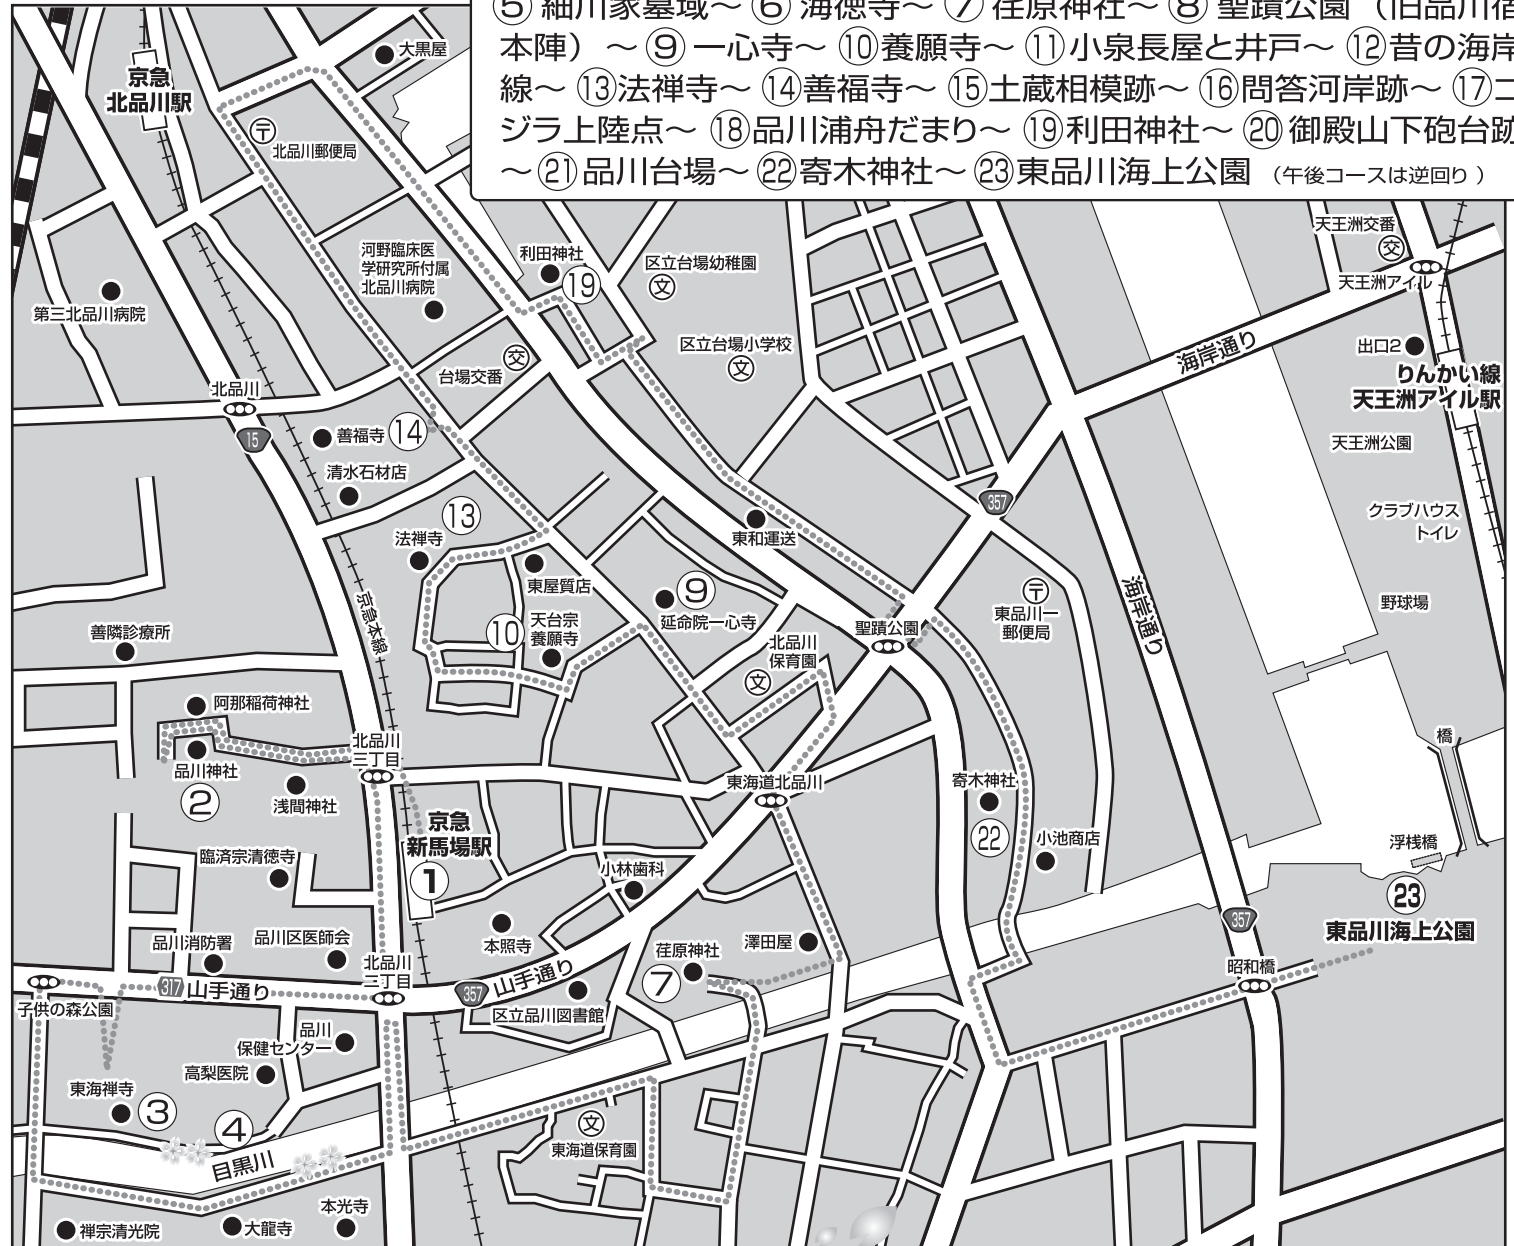 ⑤細川家墓域～⑥海徳寺～⑦荏原神社～⑧聖蹟公園（旧品川宿
本陣）～⑨一心寺～⑩養願寺～⑪小泉長屋と井戸～⑫昔の海岸
線～⑬法禅寺～⑭善福寺～⑮土蔵相模跡～⑯問答河岸跡～⑰コ
ジラ上陸点～⑱品川浦舟だまり～⑲利田神社～⑳御殿山下砲台跡
～㉑品川台場～㉒寄木神社～㉓東品川海上公園（午後コースは逆回り）
大黒屋
京急
北品川駅
〒
北品川郵便局
河野臨床医
学研究所付属
北品川病院
利田神社
⑲
区立台場幼稚園
文
天王洲交番
交
天王洲アイル
第三北品川病院
区立台場小学校
文
海岸通り
出口2
りんかい線
天王洲アイル駅
交
台場交番
北品川
15
善福寺
⑭
天王洲公園
清水石材店
357
クラブハウス
トイレ
⑬
法禅寺
東和運送
東屋質店
⑨
延命院一心寺
〒
東品川一
郵便局
海岸通り
野球場
京急本線
善隣診療所
⑩
天台宗
養願寺
聖蹟公園
北品川
保育園
文
阿那稲荷神社
北品川
三丁目
橋
品川神社
②
浅間神社
東海道北品川
寄木神社
㉒
京急
新馬場駅
①
小池商店
浮桟橋
臨済宗清徳寺
小林歯科
㉓
357
東品川海上公園
品川消防署
品川区医師会
北品川
二丁目
本照寺
荏原神社
⑦
澤田屋
昭和橋
317
山手通り
357
山手通り
区立品川図書館
子供の森公園
品川
保健センター
高梨医院
東海禅寺
③
④
目黒川
文
東海道保育園
禅宗清光院
大龍寺
本光寺